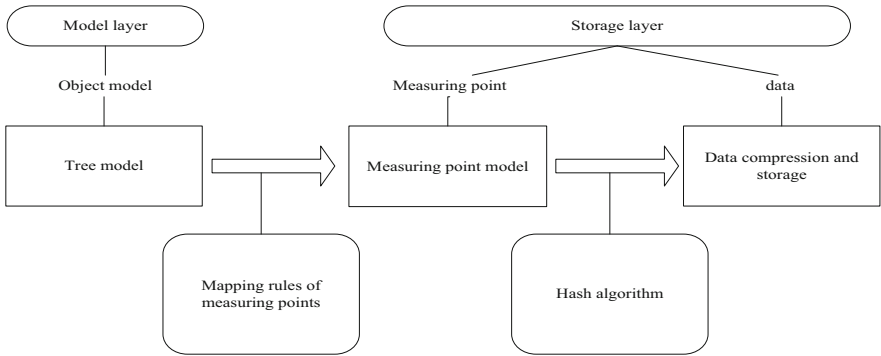 Model layer
Storage layer
Object model
Measuring point
data
Tree model
Measuring point model
Data compression and
storage
Mapping rules of
measuring points
Hash algorithm